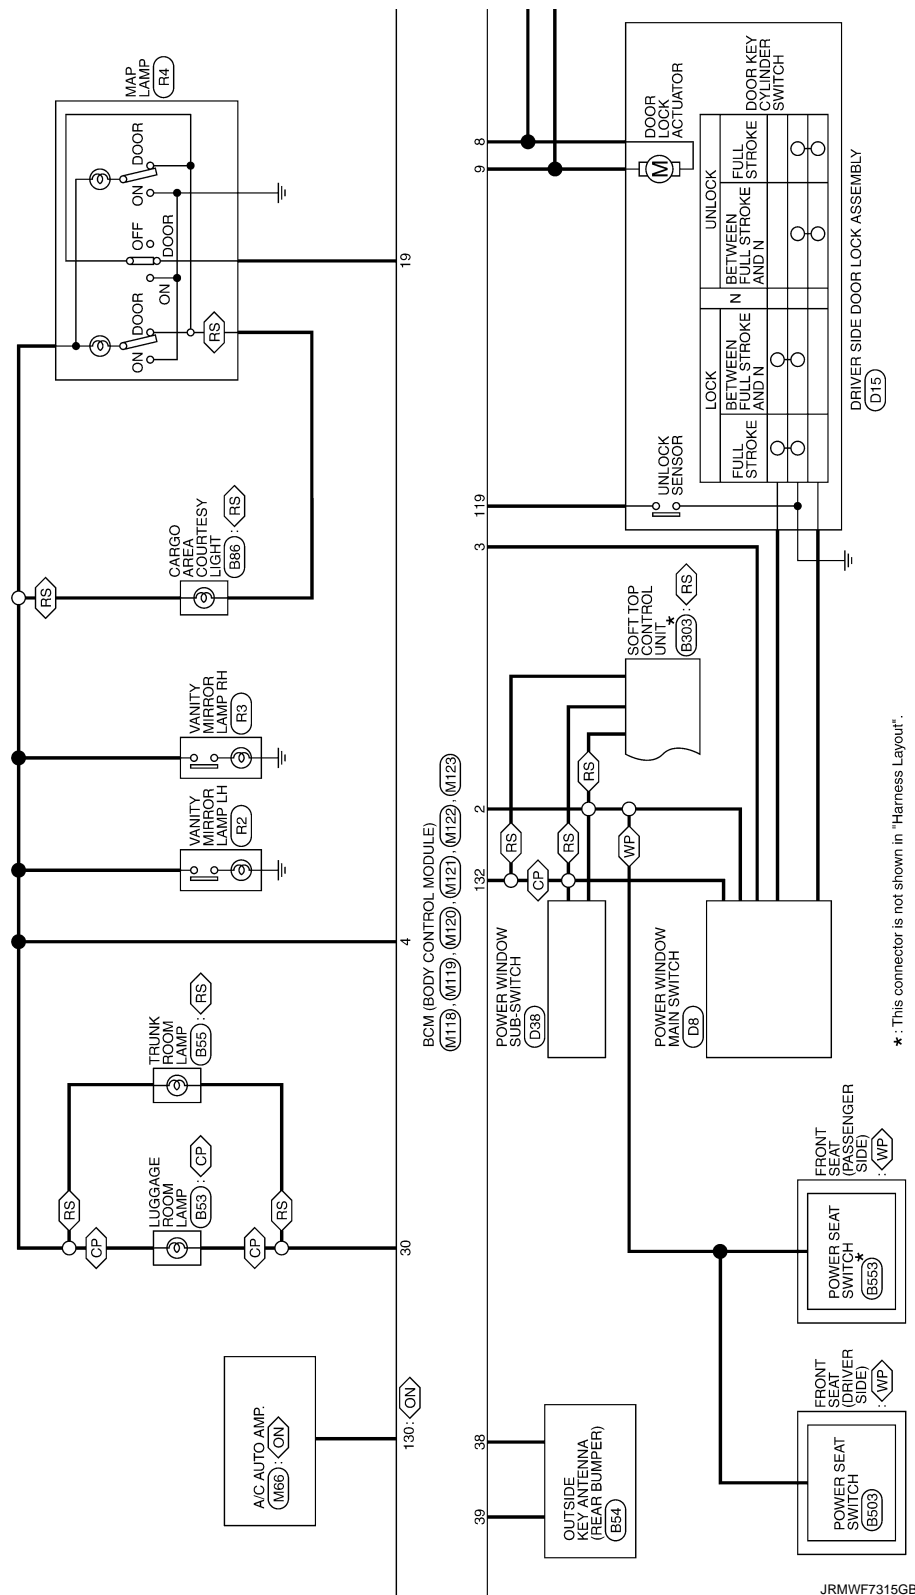 MAP
LAMP
R4
ON
DOOR
ON
OFF
DOOR
ON
DOOR
RS
19
CARGO
AREA
COURTESY
LIGHT
B86 : RS
RS
VANITY
MIRROR
LAMP RH
R3
VANITY
MIRROR
LAMP LH
R2
4
TRUNK
ROOM
LAMP
B55 : RS
LUGGAGE
ROOM
LAMP
B53 : CP
RS
CP
CP
RS
30
A/C AUTO AMP.
M66 : ON
130 : ON
BCM (BODY CONTROL MODULE)
M118 , M119 , M120 , M121 , M122 , M123
8
9
DOOR
LOCK
ACTUATOR
M
DOOR KEY
CYLINDER
SWITCH
LOCK
N
UNLOCK
FULL
STROKE
BETWEEN
FULL STROKE
AND N
BETWEEN
FULL STROKE
AND N
FULL
STROKE
UNLOCK
SENSOR
DRIVER SIDE DOOR LOCK ASSEMBLY
D15
119
3
SOFT TOP
CONTROL
UNIT *
B303 : RS
2
132
RS
RS
RS
WP
CP
POWER WINDOW
SUB-SWITCH
D38
POWER WINDOW
MAIN SWITCH
D8
FRONT
SEAT
(PASSENGER
SIDE)
: WP
POWER SEAT
SWITCH *
B553
FRONT
SEAT
(DRIVER
SIDE)
: WP
POWER SEAT
SWITCH
B503
38
39
OUTSIDE
KEY ANTENNA
(REAR BUMPER)
B54
* : This connector is not shown in "Harness Layout".
JRMWF7315GB